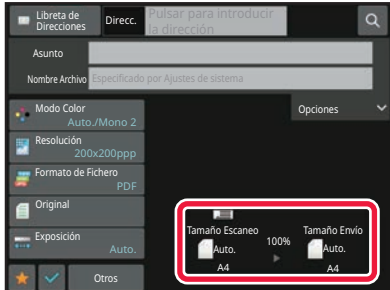 Libreta de
Direcciones
Direcc.
Pulsar para introducir
la dirección
Asunto
Nombre Archivo
Especificado por Ajustes de sistema
Modo Color
Auto./Mono 2
Opciones
Resolución
200x200ppp
Formato de Fichero
PDF
Original
Tamaño Escaneo
100%
Tamaño Envío
Auto.
Auto.
A4
A4
Exposición
Auto.
Otros